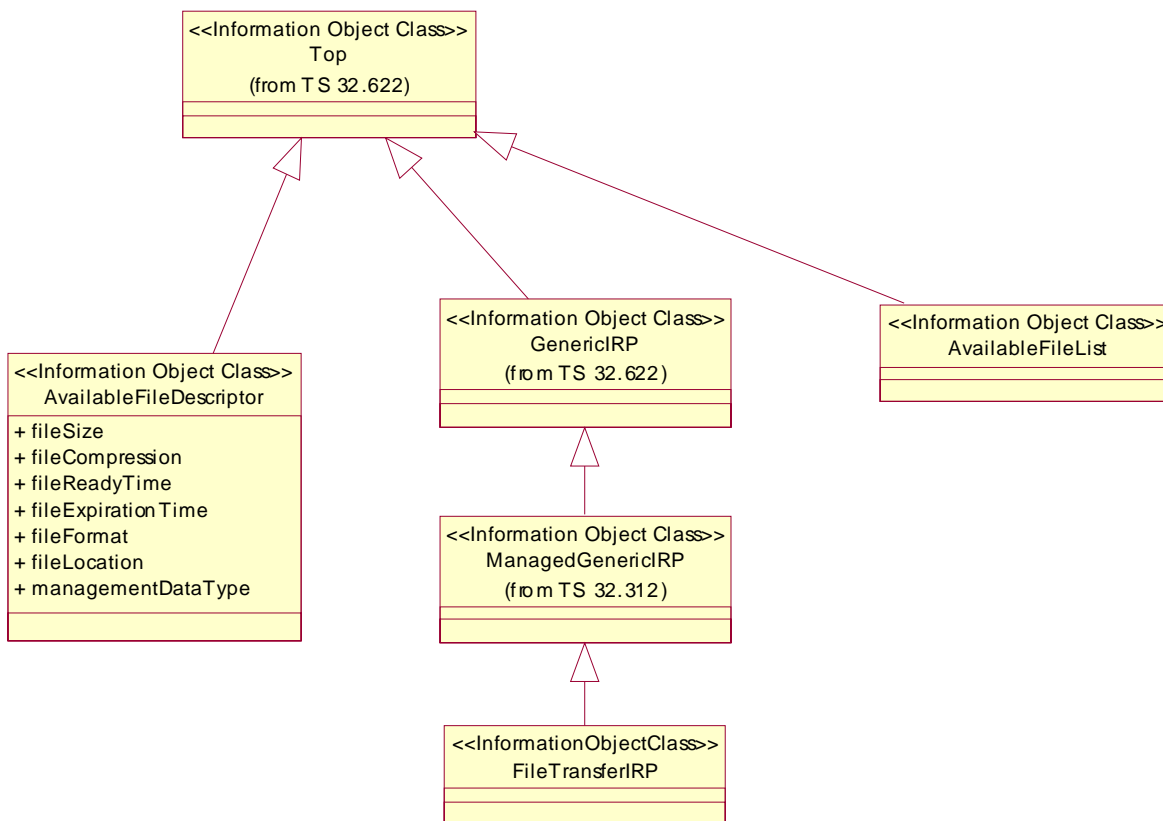 <<Information Object Class>>
Top
(from TS 32.622)
<<Information Object Class>>
GenericIRP
(from TS 32.622)
<<Information Object Class>>
AvailableFileList
<<Information Object Class>>
AvailableFileDescriptor
+ fileSize
+ fileCompression
+ fileReadyTime
+ fileExpirationTime
+ fileFormat
+ fileLocation
+ managementDataType
<<Information Object Class>>
ManagedGenericIRP
(from TS 32.312)
<<InformationObjectClass>>
FileTransferIRP